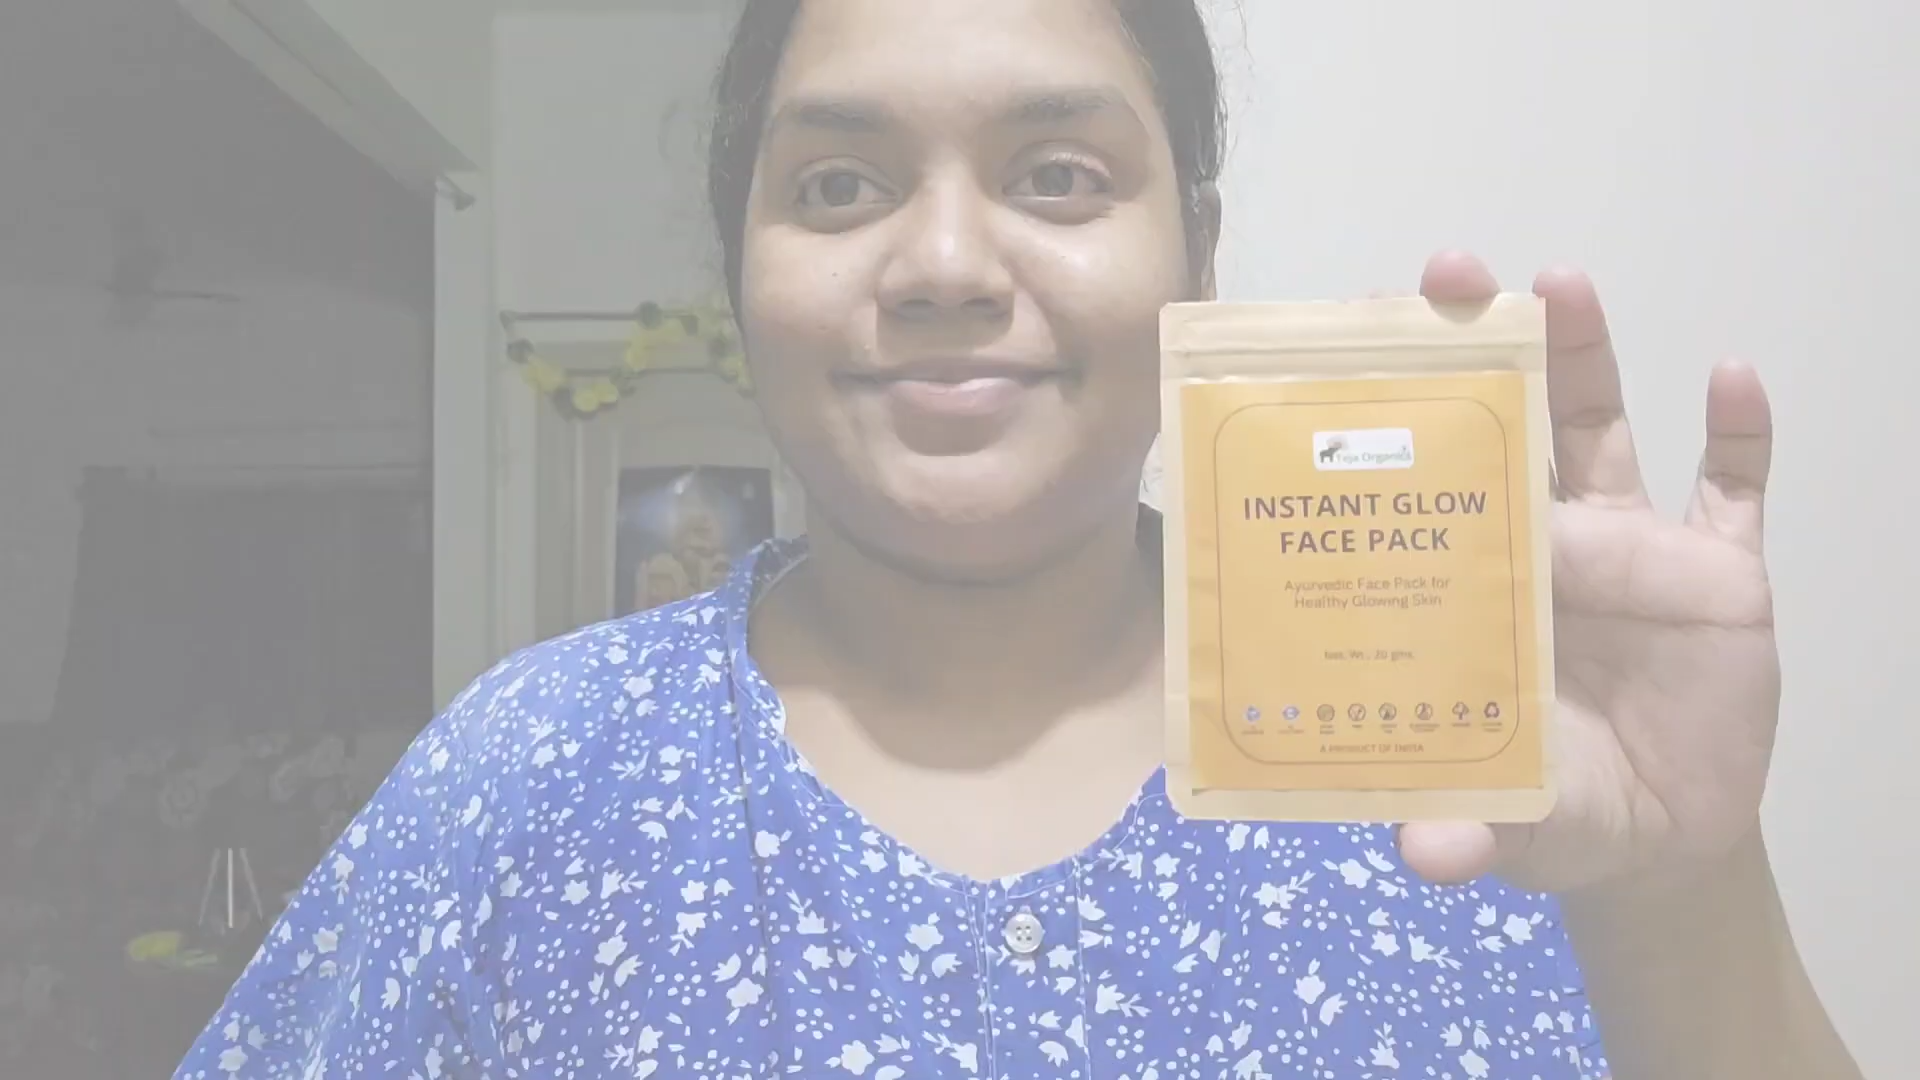 Teja Organics
INSTANT GLOW
FACE PACK
Ayurvedic Face Pack for
Healthy Glowing Skin
Net. Wt.. 20 gms.
A PRODUCT OF INDIA